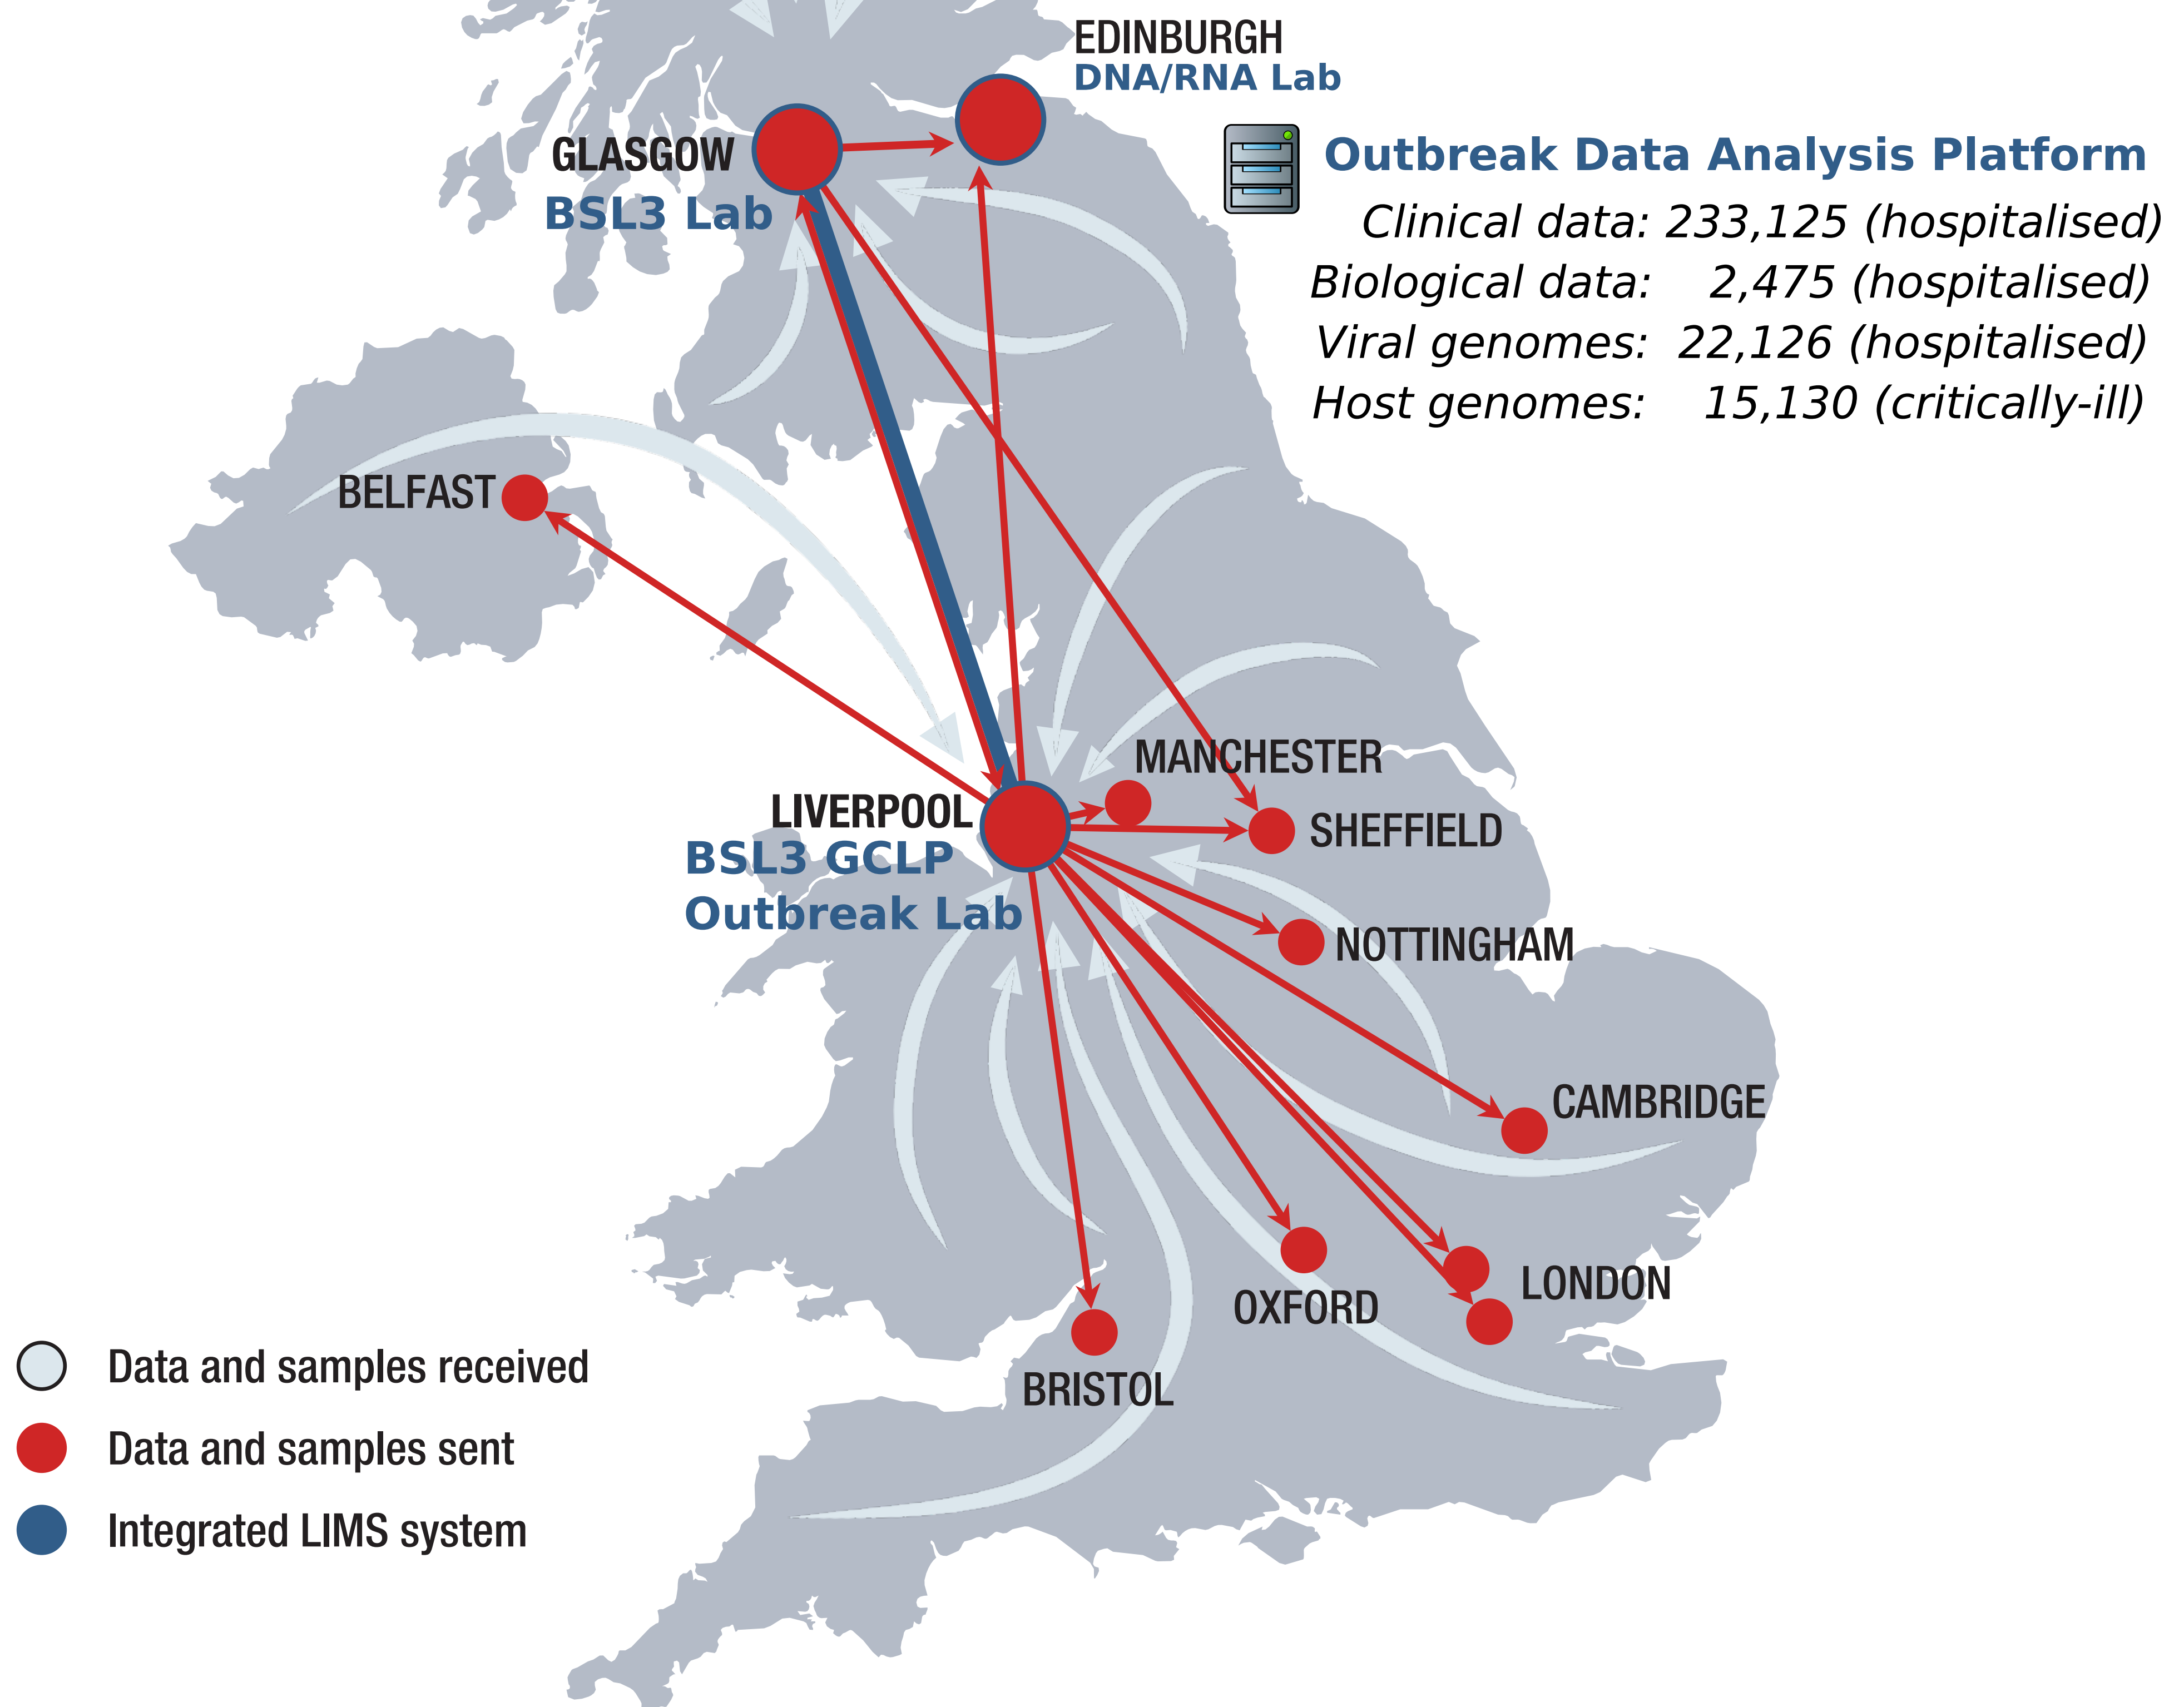 EDINBURGH
DNA/RNA Lab
GLASGOW
BSL3 Lab
Outbreak Data Analysis Platform
Clinical data: 233,125 (hospitalised)
Biological data: 2,475 (hospitalised)
Viral genomes: 22,126 (hospitalised)
Host genomes: 15,130 (critically-ill)
BELFAST
MANCHESTER
LIVERPOOL
BSL3 GCLP
Outbreak Lab
SHEFFIELD
NOTTINGHAM
CAMBRIDGE
LONDON
OXFORD
BRISTOL
Data and samples received
Data and samples sent
Integrated LIMS system